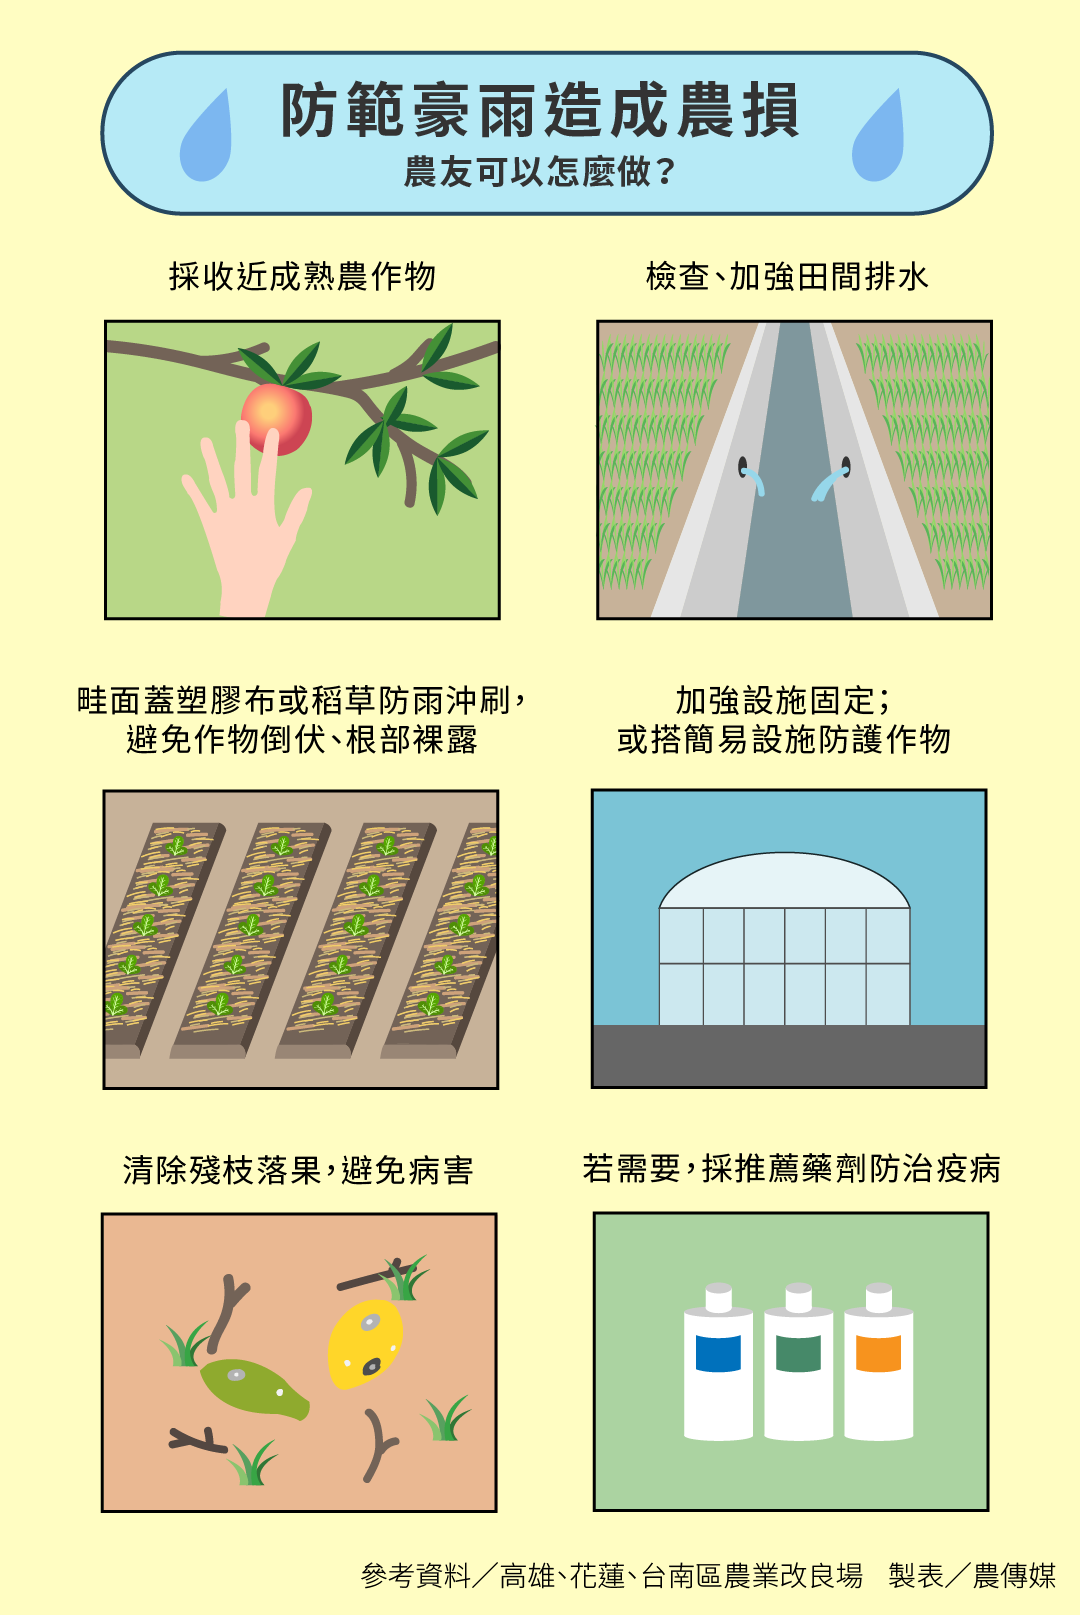 防範豪雨造成農損
農友可以怎麼做？
採收近成熟農作物
檢查、加強田間排水
畦面蓋塑膠布或稻草防雨沖刷，
避免作物倒伏、根部裸露
加強設施固定；
或搭簡易設施防護作物
清除殘枝落果，避免病害
若需要，採推薦藥劑防治疫病
參考資料／高雄、花蓮、台南區農業改良場　製表／農傳媒